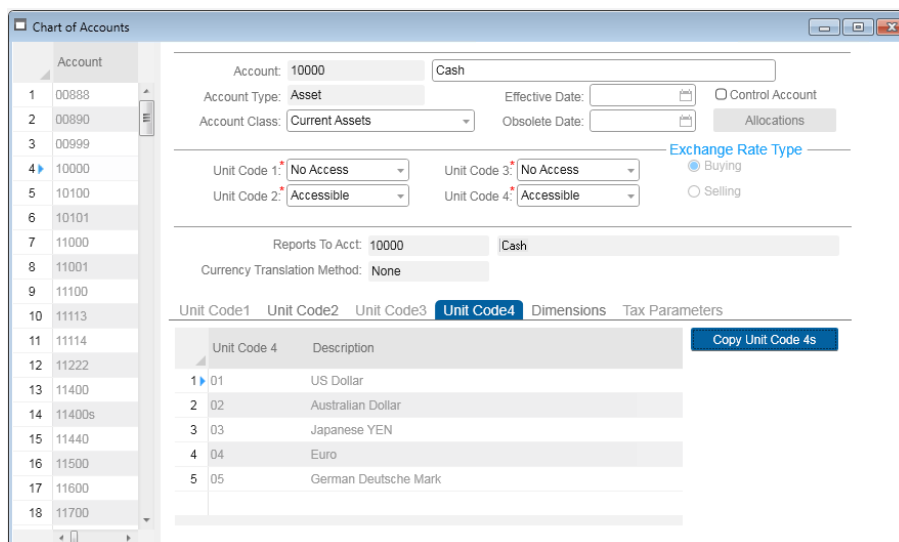 Chart of Accounts
Account
1 00888
2 00890
3 00999
4 10000
5 10100
6 10101
7 11000
8 11001
9 11100
10 11113
11 11114
12 11222
13 11400
14 11400s
15 11440
16 11500
17 11600
18 11700
Account: 10000 Cash
Account Type: Asset Effective Date: Control Account
Account Class: Current Assets Obsolete Date: Allocations
Exchange Rate Type
Unit Code 1:* No Access Unit Code 3:* No Access Buying
Unit Code 2:* Accessible Unit Code 4:* Accessible Selling
Reports To Acct: 10000 Cash
Currency Translation Method: None
Unit Code1 Unit Code2 Unit Code3 Unit Code4 Dimensions Tax Parameters
Unit Code 4 Description Copy Unit Code 4s
1 01 US Dollar
2 02 Australian Dollar
3 03 Japanese YEN
4 04 Euro
5 05 German Deutsche Mark